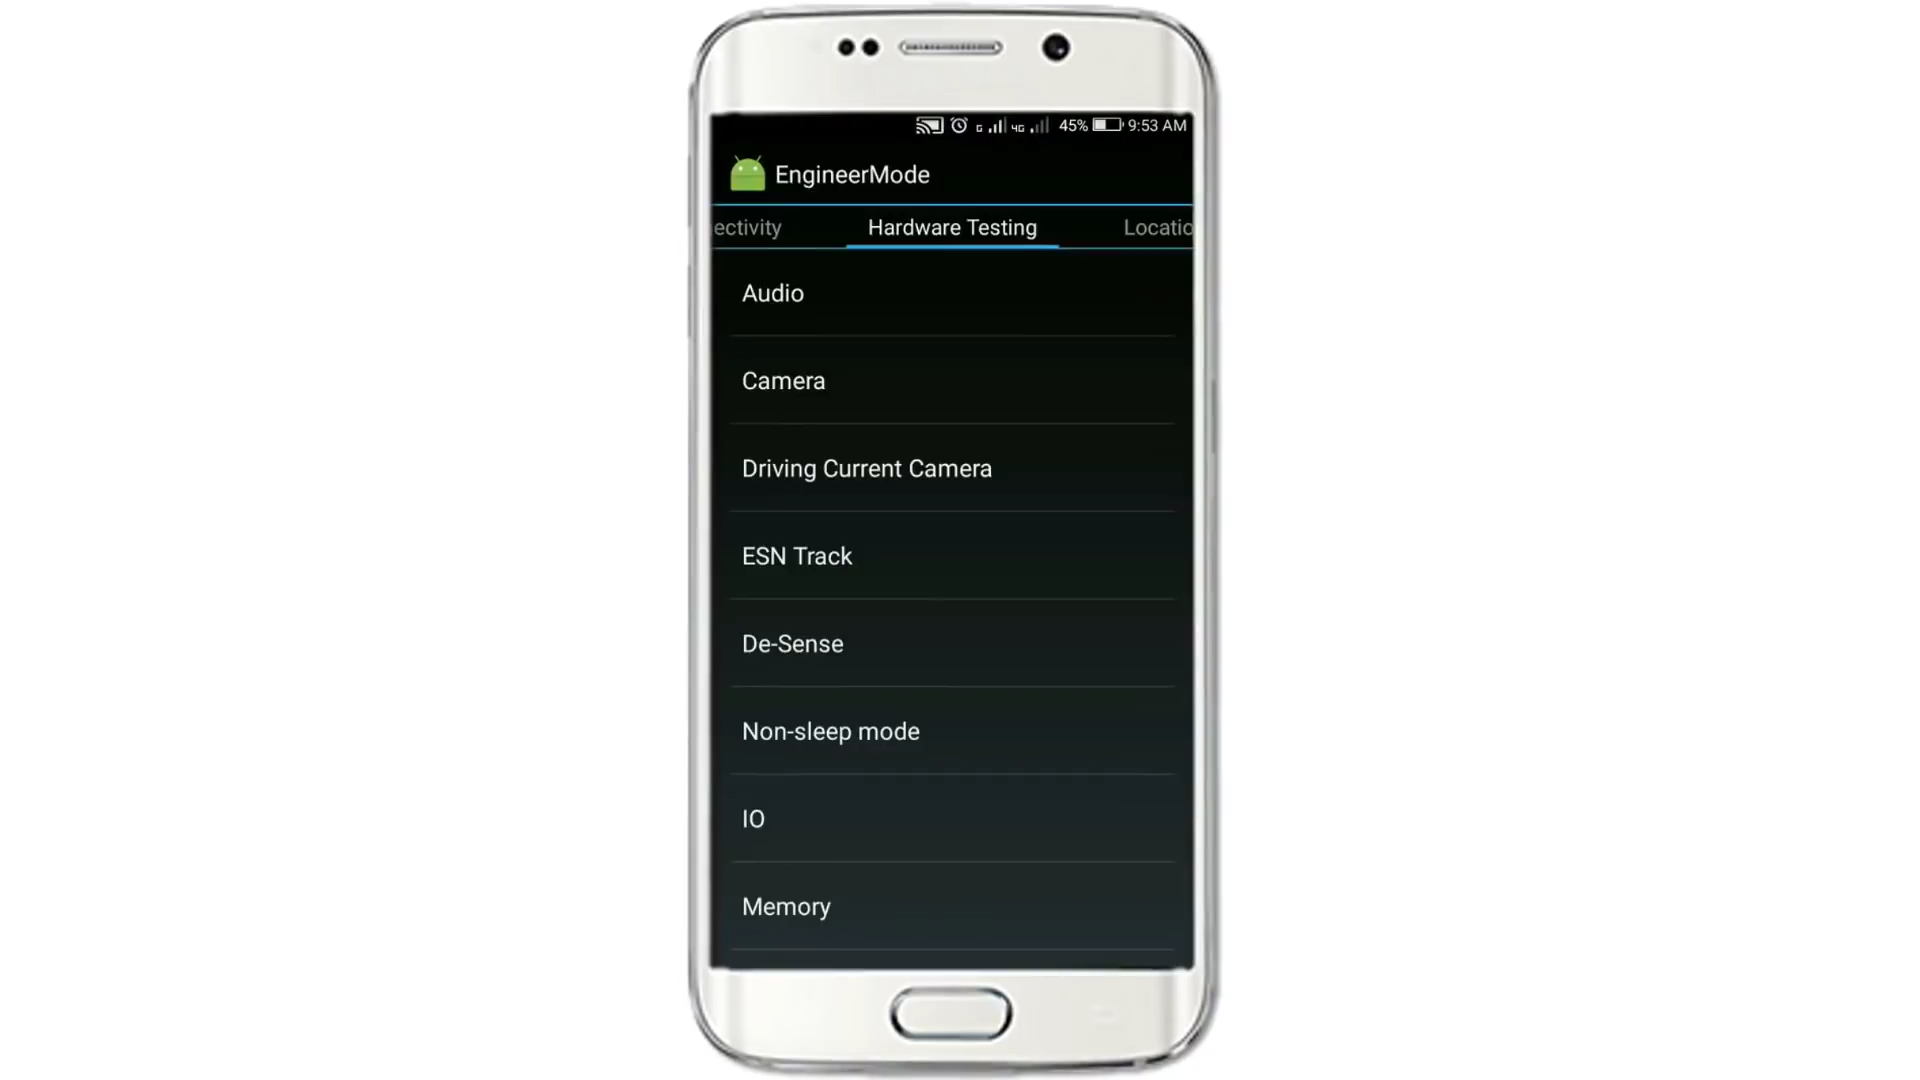 G 4G 45% 9:53 AM
EngineerMode
ectivity Hardware Testing Locatio
Audio
Camera
Driving Current Camera
ESN Track
De-Sense
Non-sleep mode
IO
Memory